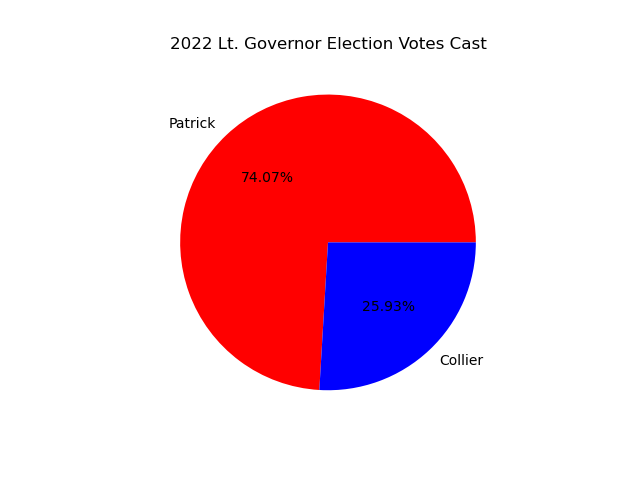 2022 Lt. Governor Election Votes Cast
Patrick
74.07%
25.93%
Collier